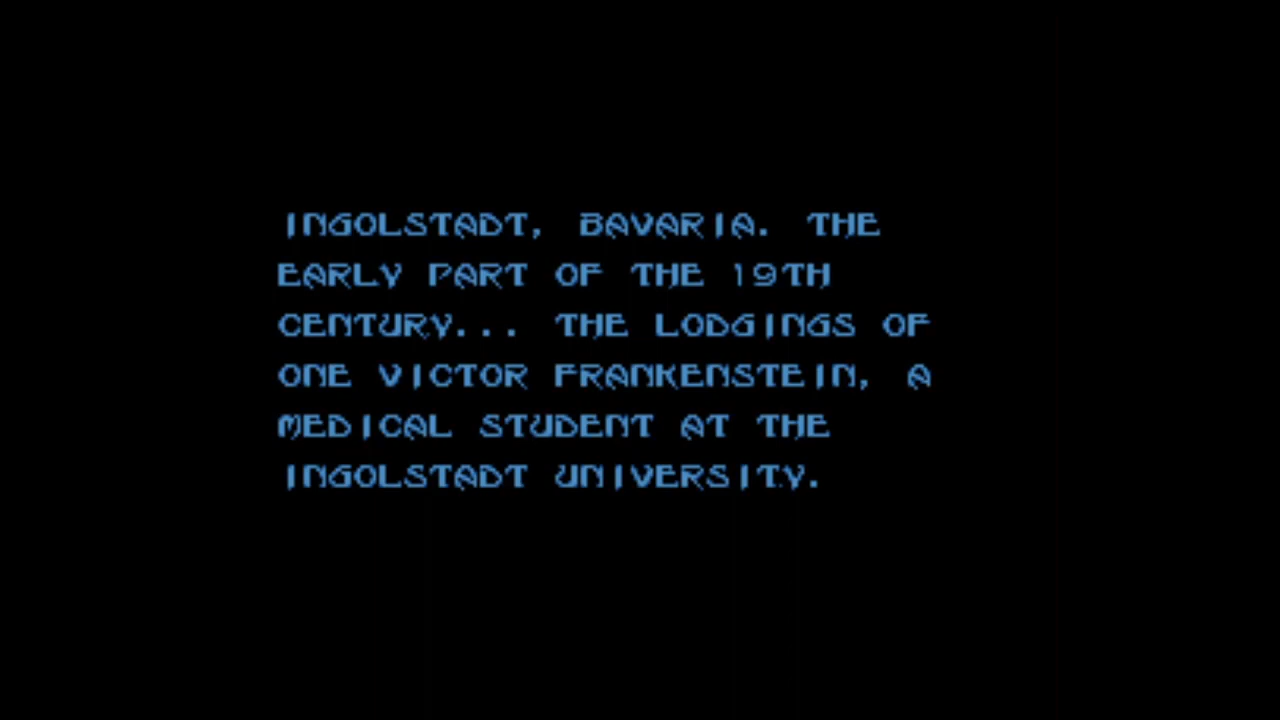 INGOLSTADT, BAVARIA. THE
EARLY PART OF THE 19TH
CENTURY... THE LODGINGS OF
ONE VICTOR FRANKENSTEIN, A
MEDICAL STUDENT AT THE
INGOLSTADT UNIVERSITY.